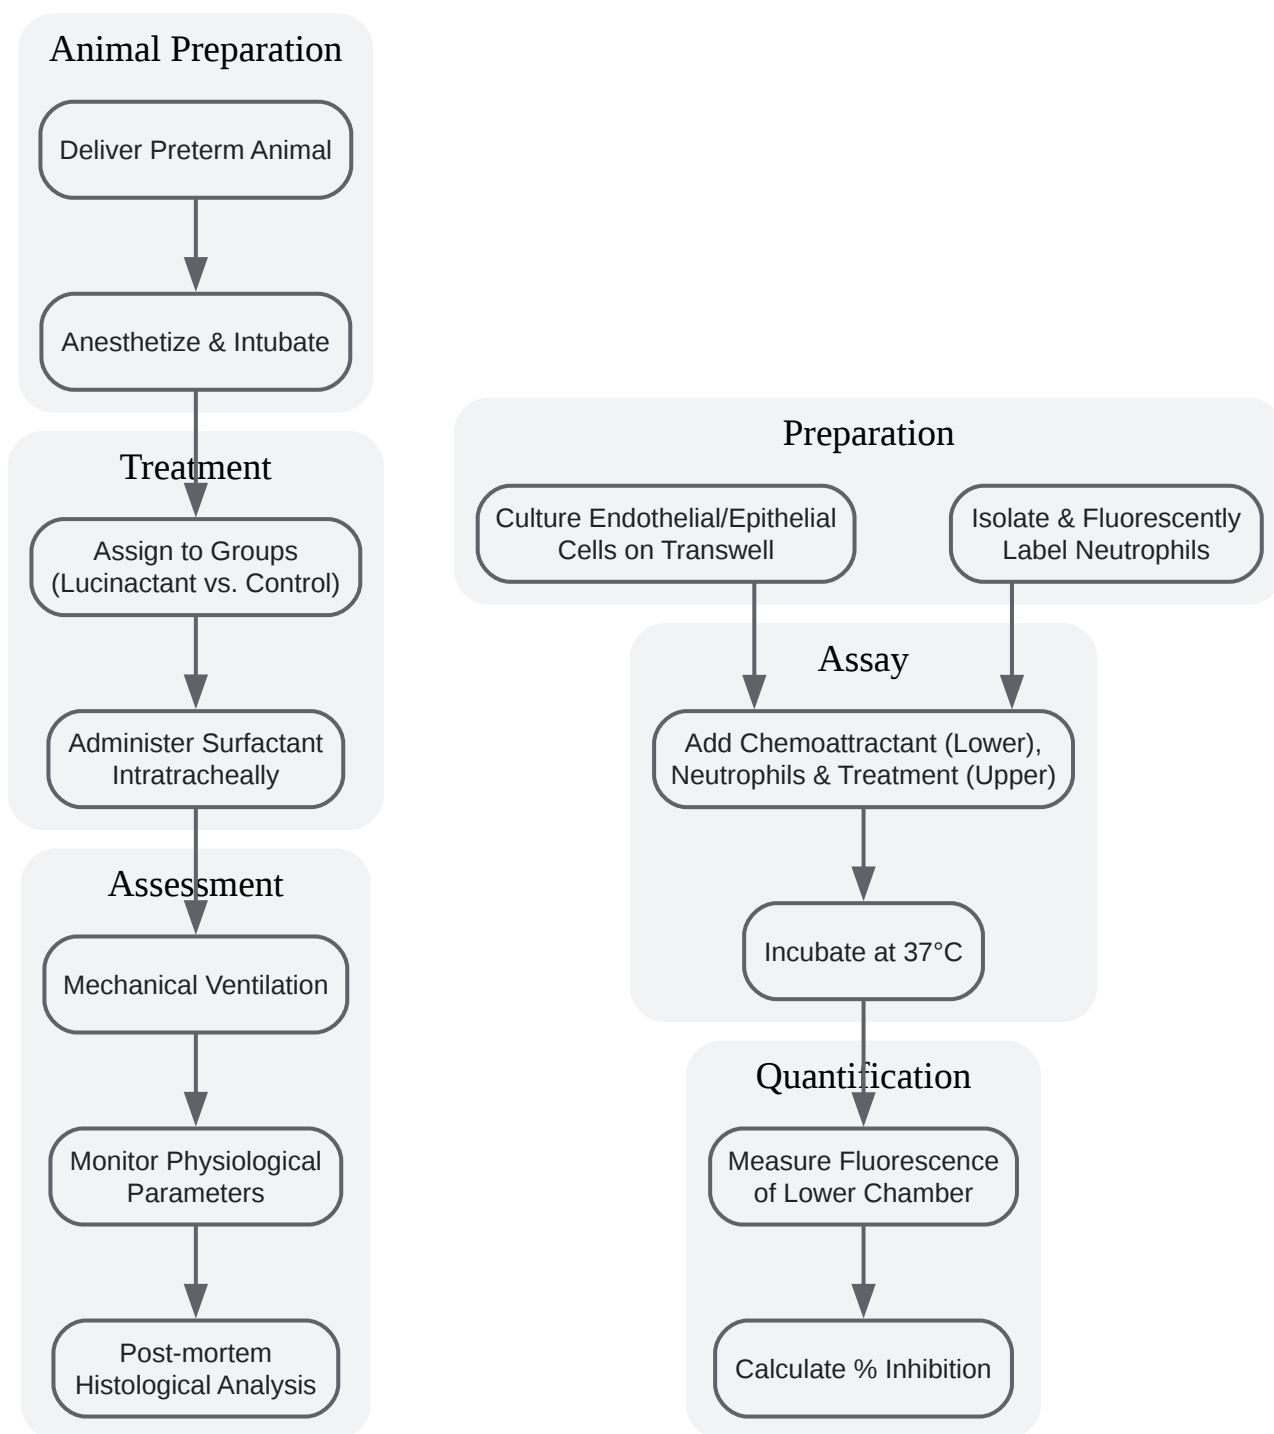 Animal Preparation
Deliver Preterm Animal
Anesthetize & Intubate
Treatment
Assign to Groups
(Lucinactant vs. Control)
Administer Surfactant
Intratracheally
Assessment
Mechanical Ventilation
Monitor Physiological
Parameters
Post-mortem
Histological Analysis
Preparation
Culture Endothelial/Epithelial
Cells on Transwell
Isolate & Fluorescently
Label Neutrophils
Assay
Add Chemoattractant (Lower),
Neutrophils & Treatment (Upper)
Incubate at 37°C
Quantification
Measure Fluorescence
of Lower Chamber
Calculate % Inhibition